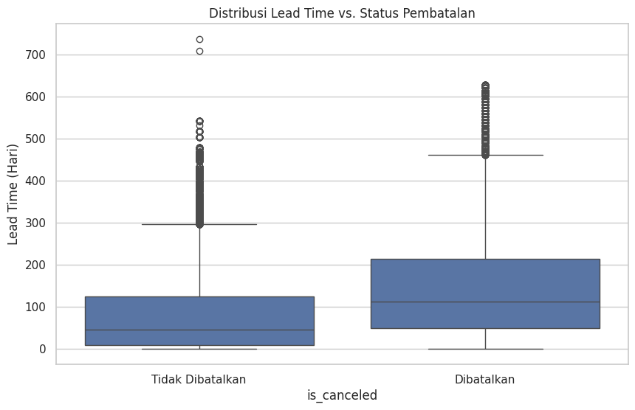 Distribusi Lead Time vs. Status Pembatalan
700
600
500
400
300
200
100
0
Lead Time (Hari)
Tidak Dibatalkan
Dibatalkan
is_canceled